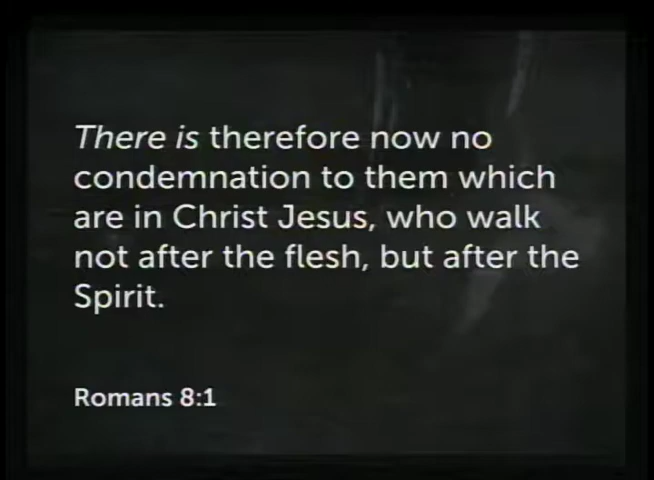 There is therefore now no
condemnation to them which
are in Christ Jesus, who walk
not after the flesh, but after the
Spirit.
Romans 8:1